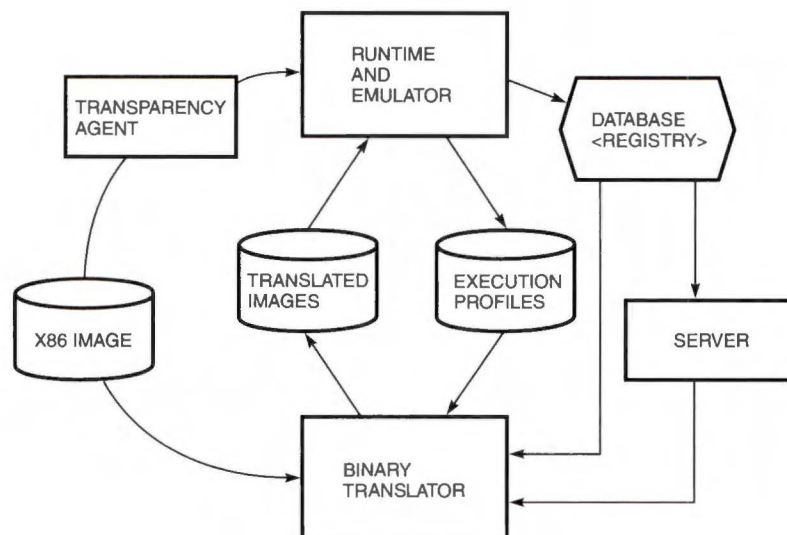 RUNTIME
AND
EMULATOR
TRANSPARENCY
AGENT
DATABASE
<REGISTRY>
TRANSLATED
IMAGES
EXECUTION
PROFILES
X86 IMAGE
SERVER
BINARY
TRANSLATOR